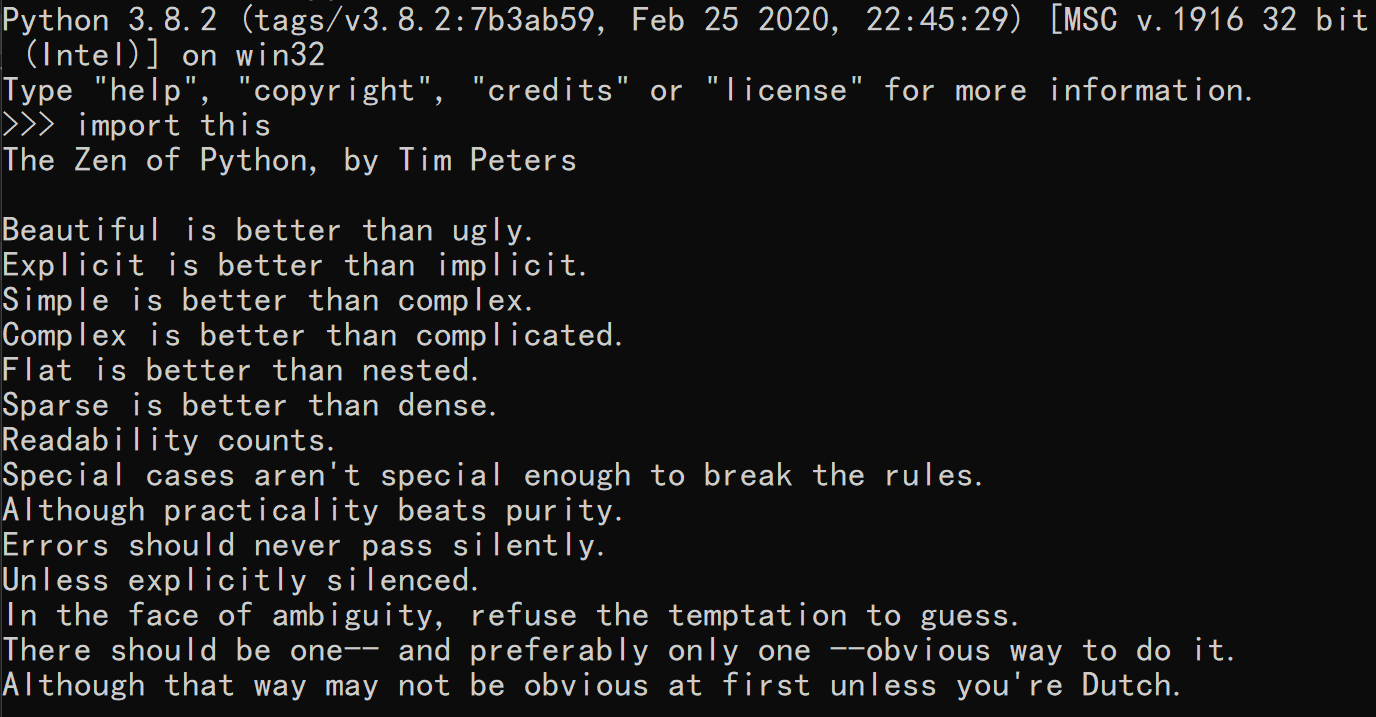 Python 3.8.2 (tags/v3.8.2:7b3ab59, Feb 25 2020, 22:45:29) [MSC v.1916 32 bit
(Intel)] on win32
Type "help", "copyright", "credits" or "license" for more information.
>>> import this
The Zen of Python, by Tim Peters

Beautiful is better than ugly.
Explicit is better than implicit.
Simple is better than complex.
Complex is better than complicated.
Flat is better than nested.
Sparse is better than dense.
Readability counts.
Special cases aren't special enough to break the rules.
Although practicality beats purity.
Errors should never pass silently.
Unless explicitly silenced.
In the face of ambiguity, refuse the temptation to guess.
There should be one-- and preferably only one --obvious way to do it.
Although that way may not be obvious at first unless you're Dutch.